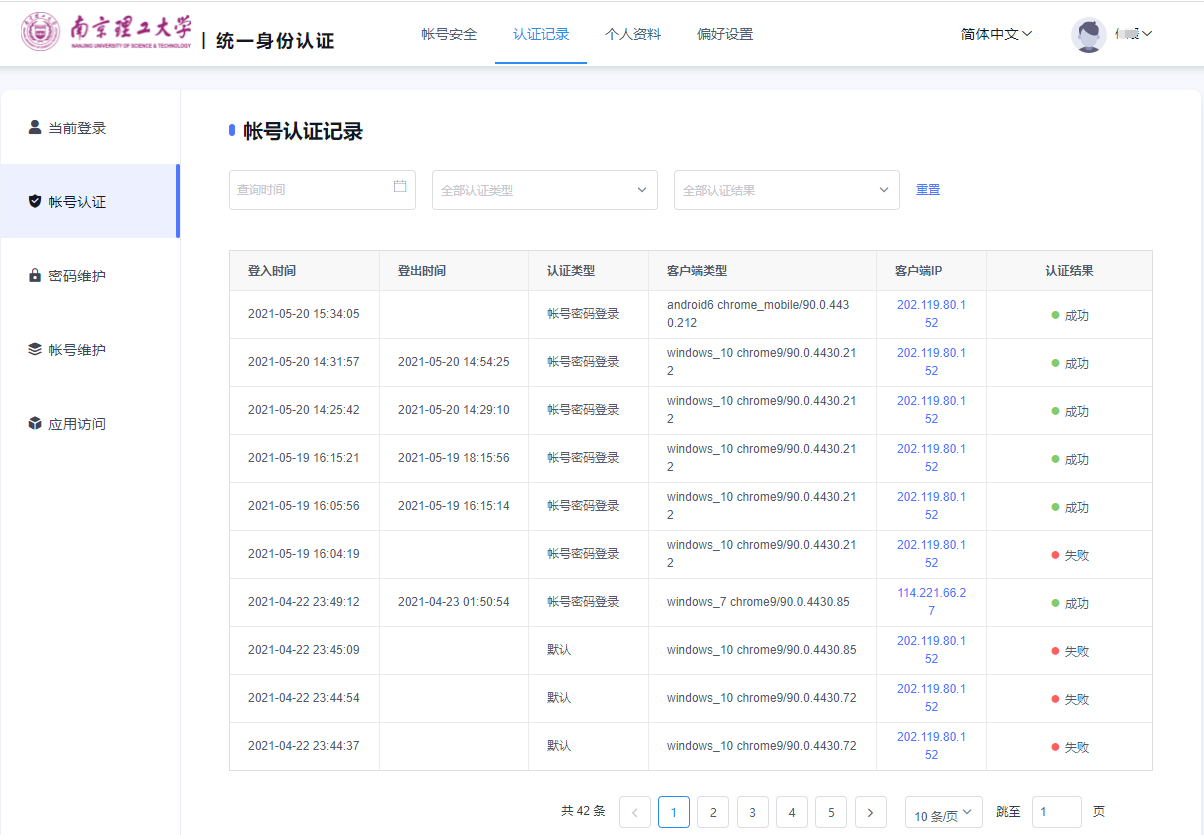 南京理工大学
NANJING UNIVERSITY OF SCIENCE & TECHNOLOGY
| 统一身份认证
帐号安全 认证记录 个人资料 偏好设置
简体中文
当前登录
帐号认证
密码维护
帐号维护
应用访问
帐号认证记录
查询时间 全部认证类型 全部认证结果 重置
登入时间 登出时间 认证类型 客户端类型 客户端IP 认证结果
2021-05-20 15:34:05 帐号密码登录 android6 chrome_mobile/90.0.443 202.119.80.1 成功
0.212 52
2021-05-20 14:31:57 2021-05-20 14:54:25 帐号密码登录 windows_10 chrome9/90.0.4430.21 202.119.80.1 成功
2 52
2021-05-20 14:25:42 2021-05-20 14:29:10 帐号密码登录 windows_10 chrome9/90.0.4430.21 202.119.80.1 成功
2 52
2021-05-19 16:15:21 2021-05-19 18:15:56 帐号密码登录 windows_10 chrome9/90.0.4430.21 202.119.80.1 成功
2 52
2021-05-19 16:05:56 2021-05-19 16:15:14 帐号密码登录 windows_10 chrome9/90.0.4430.21 202.119.80.1 成功
2 52
2021-05-19 16:04:19 帐号密码登录 windows_10 chrome9/90.0.4430.21 202.119.80.1 失败
2 52
2021-04-22 23:49:12 2021-04-23 01:50:54 帐号密码登录 windows_7 chrome9/90.0.4430.85 114.221.66.2 成功
7
2021-04-22 23:45:09 默认 windows_10 chrome9/90.0.4430.85 202.119.80.1 失败
52
2021-04-22 23:44:54 默认 windows_10 chrome9/90.0.4430.72 202.119.80.1 失败
52
2021-04-22 23:44:37 默认 windows_10 chrome9/90.0.4430.72 202.119.80.1 失败
52
共 42 条 1 2 3 4 5 10 条/页 跳至 1 页